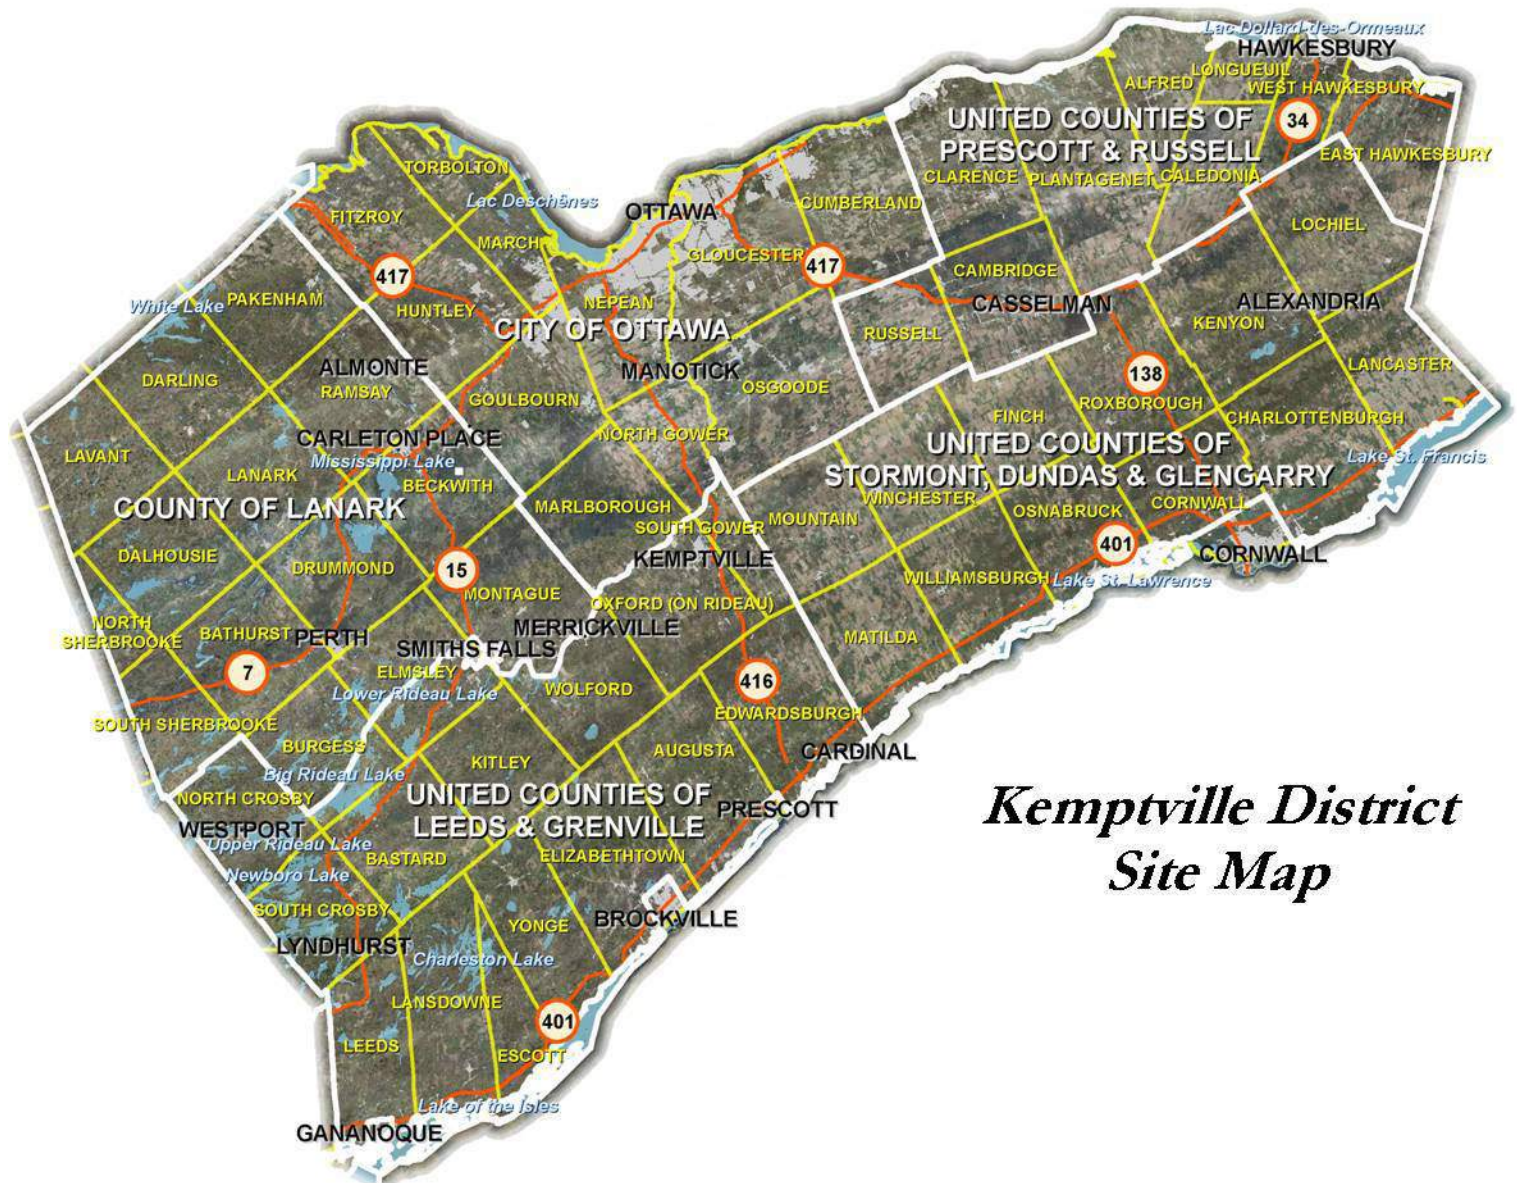 Lac Dollard-des-Ormeaux
HAWKESBURY
LONGUEUIL
ALFRED
WEST HAWKESBURY
UNITED COUNTIES OF
PRESCOTT & RUSSELL
34
EAST HAWKESBURY
TORBOLTON
CLARENCE
PLANTAGENET
CALEDONIA
Lac Deschênes
OTTAWA
CUMBERLAND
FITZROY
LOCHIEL
MARCH
GLOUCESTER
417
417
CAMBRIDGE
White Lake
PAKENHAM
HUNTLEY
NEPEAN
CASSELMAN
ALEXANDRIA
CITY OF OTTAWA
RUSSELL
KENYON
ALMONTE
MANOTICK
LANCASTER
DARLING
RAMSAY
OSGOODE
138
GOULBOURN
ROXBOROUGH
FINCH
CHARLOTTENBURGH
CARLETON PLACE
NORTH GOWER
UNITED COUNTIES OF
STORMONT, DUNDAS & GLENGARRY
LAVANT
Mississippi Lake
Lake St. Francis
LANARK
BECKWITH
WINCHESTER
COUNTY OF LANARK
MARLBOROUGH
OSNABRUCK
CORNWALL
SOUTH GOWER
MOUNTAIN
401
DALHOUSIE
KEMPTVILLE
CORNWALL
DRUMMOND
15
WILLIAMSBURGH
Lake St. Lawrence
MONTAGUE
OXFORD (ON RIDEAU)
NORTH
SHERBROOKE
BATHURST
PERTH
MERRICKVILLE
MATILDA
SMITHS FALLS
7
ELMSLEY
416
Lower Rideau Lake
WOLFORD
SOUTH SHERBROOKE
EDWARDSBURGH
BURGESS
AUGUSTA
CARDINAL
KITLEY
Big Rideau Lake
NORTH CROSBY
UNITED COUNTIES OF
LEEDS & GRENVILLE
PRESCOTT
Kemptville District
Site Map
WESTPORT
Upper Rideau Lake
BASTARD
ELIZABETHTOWN
Newboro Lake
SOUTH CROSBY
YONGE
BROCKVILLE
LYNDHURST
Charleston Lake
LANSDOWNE
401
LEEDS
ESCOTT
Lake of the Isles
GANANOQUE